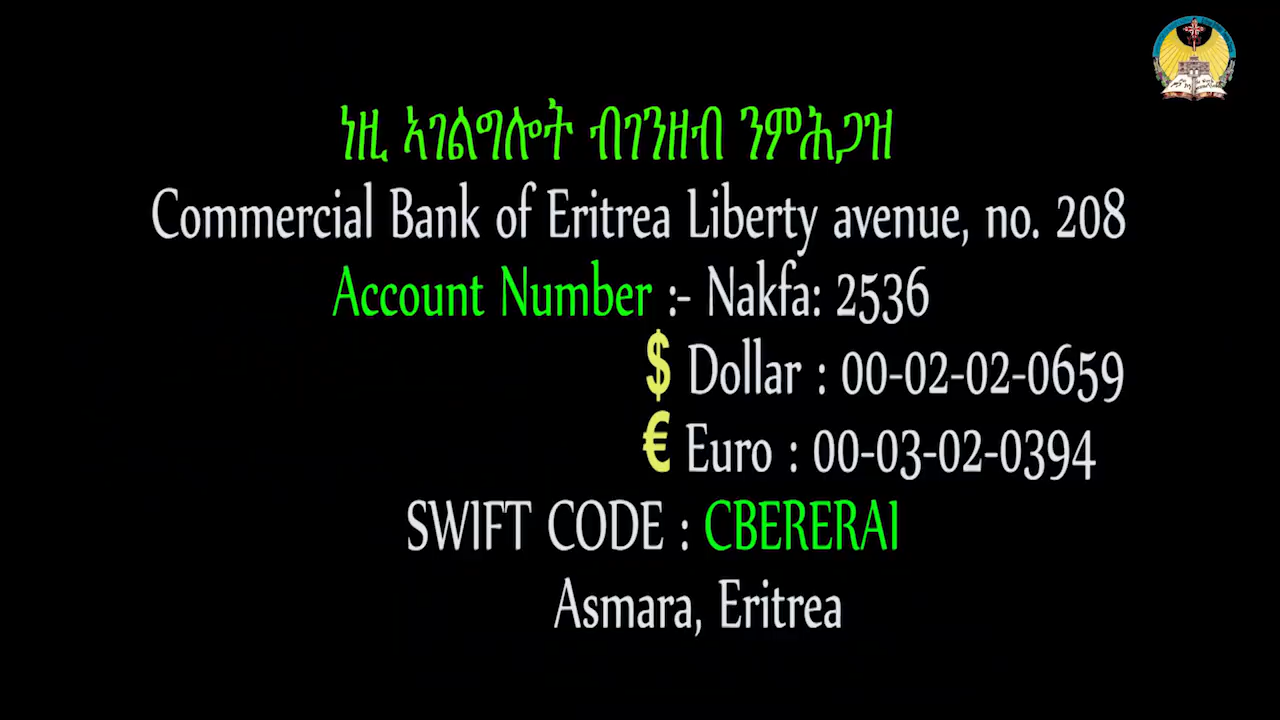 ነዚ ኣገልግሎት ብገንዘብ ንምሕጋዝ
Commercial Bank of Eritrea Liberty avenue, no. 208
Account Number :- Nakfa: 2536
$ Dollar : 00-02-02-0659
€ Euro : 00-03-02-0394
SWIFT CODE : CBERERAI
Asmara, Eritrea